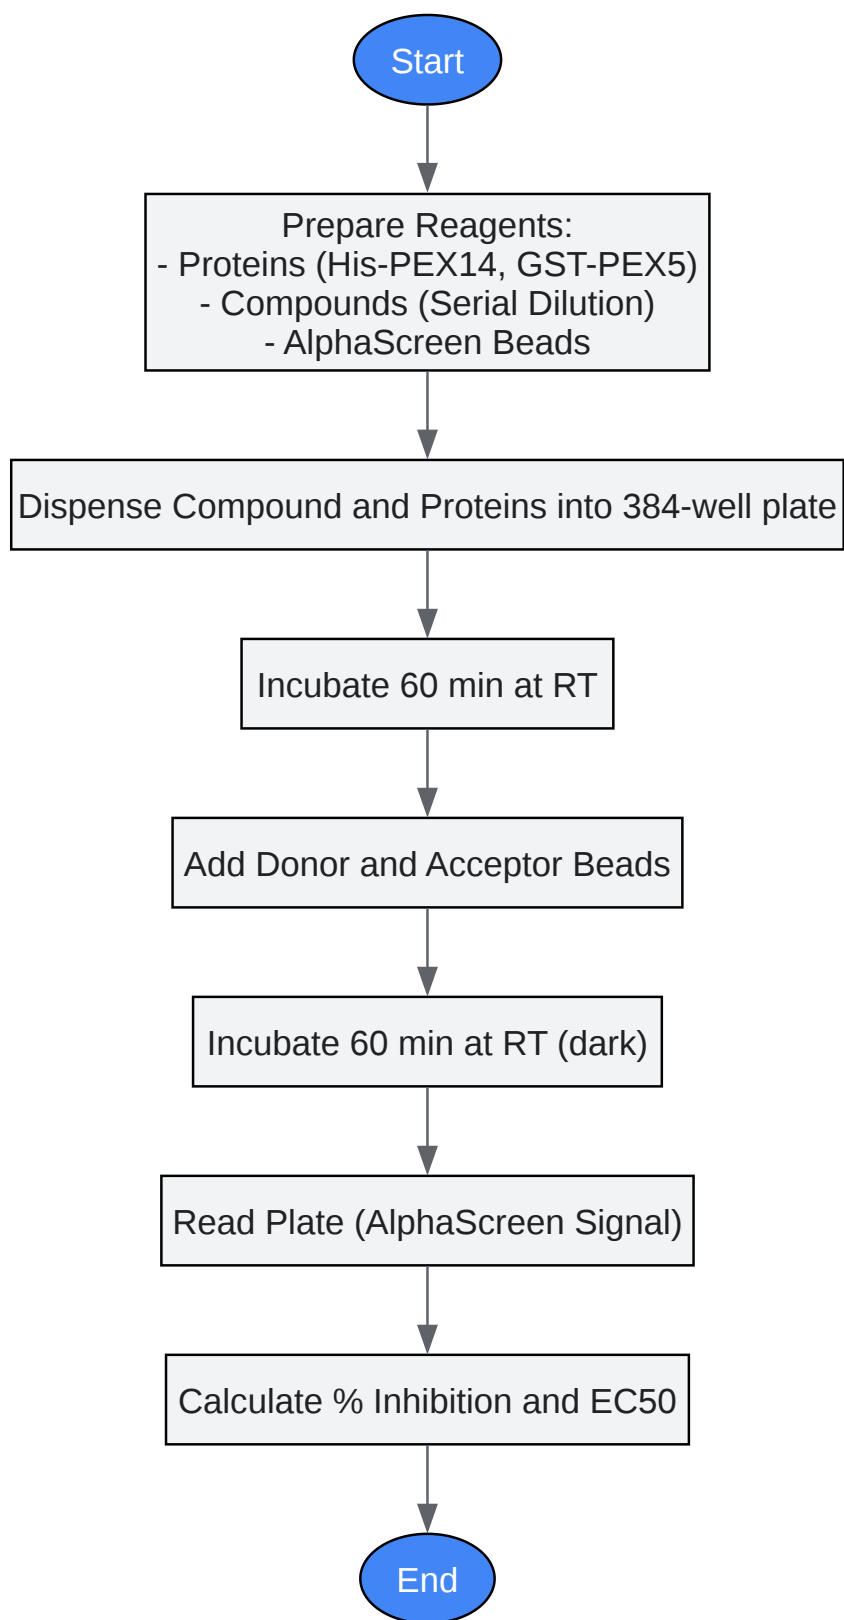 Start
Prepare Reagents:
- Proteins (His-PEX14, GST-PEX5)
- Compounds (Serial Dilution)
- AlphaScreen Beads
Dispense Compound and Proteins into 384-well plate
Incubate 60 min at RT
Add Donor and Acceptor Beads
Incubate 60 min at RT (dark)
Read Plate (AlphaScreen Signal)
Calculate % Inhibition and EC50
End